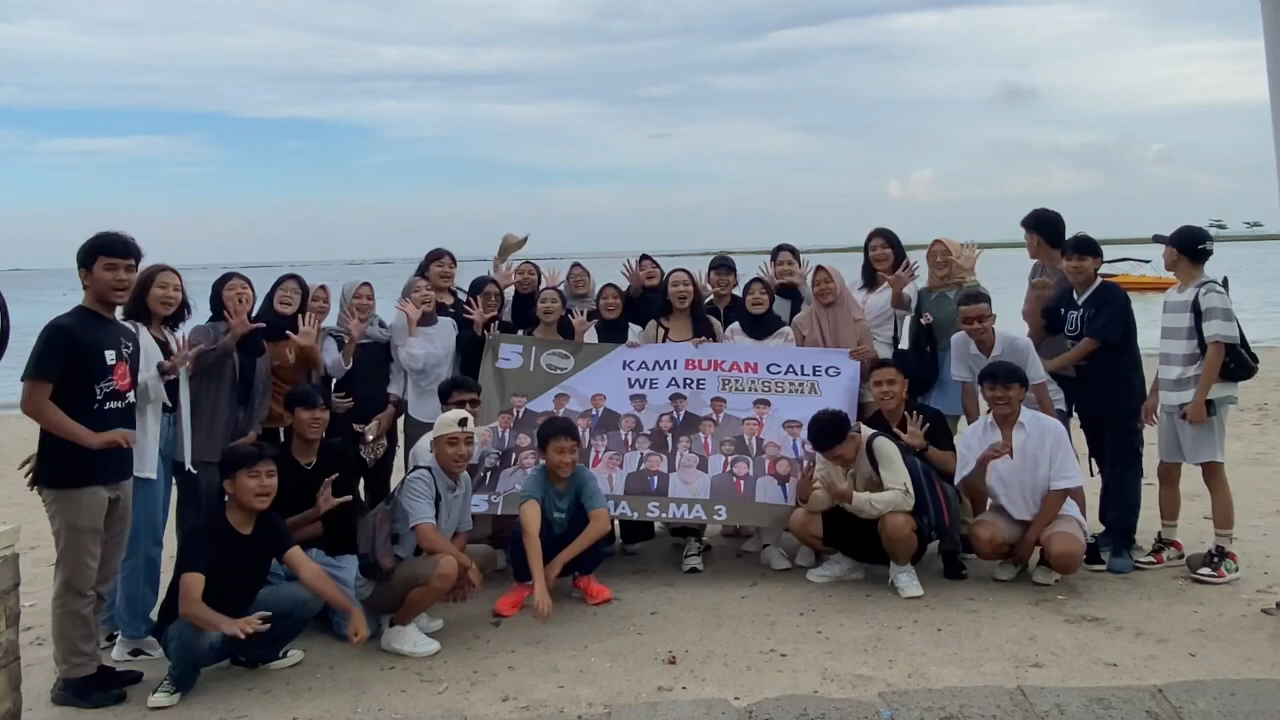 5
KAMI BUKAN CALEG
WE ARE PLASSMA
MA, S.MA 3
5